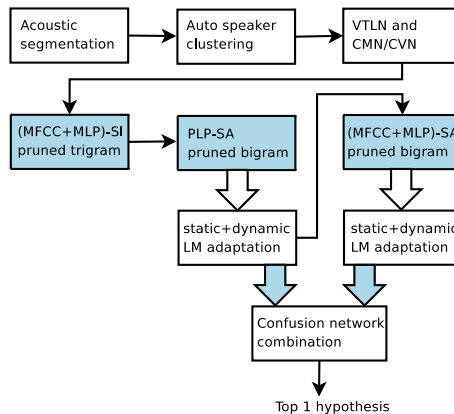 Acoustic
segmentation
Auto speaker
clustering
VTLN and
CMN/CVN
(MFCC+MLP)-SI
pruned trigram
PLP-SA
pruned bigram
(MFCC+MLP)-SA
pruned bigram
static+dynamic
LM adaptation
static+dynamic
LM adaptation
Confusion network
combination
Top 1 hypothesis